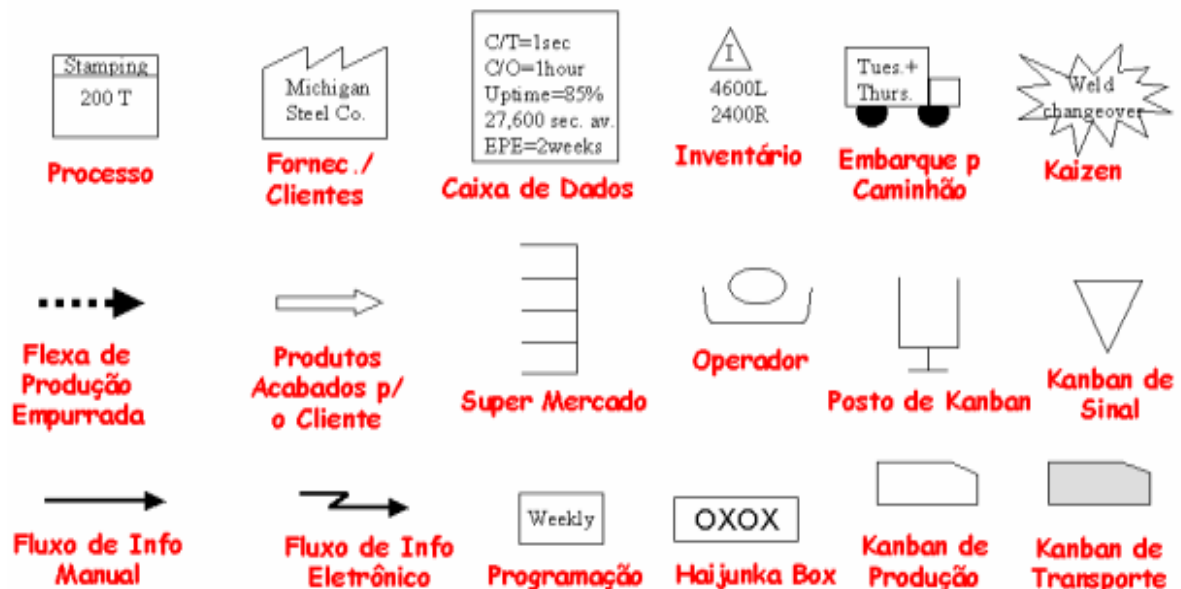 Stamping
200 T
Processo
Michigan
Steel Co.
Fornec./
Clientes
C/T=1sec
C/O=1hour
Uptime=85%
27,600 sec. av.
EPE=2weeks
Caixa de Dados
I
4600L
2400R
Inventário
Tues.+
Thurs.
Embarque p
Caminhão
Weld
changeover
Kaizen
Flexa de
Produção
Empurrada
Produtos
Acabados p/
o Cliente
Super Mercado
Operador
Posto de Kanban
Kanban de
Sinal
Fluxo de Info
Manual
Fluxo de Info
Eletrônico
Weekly
Programação
OXOX
Haijunka Box
Kanban de
Produção
Kanban de
Transporte